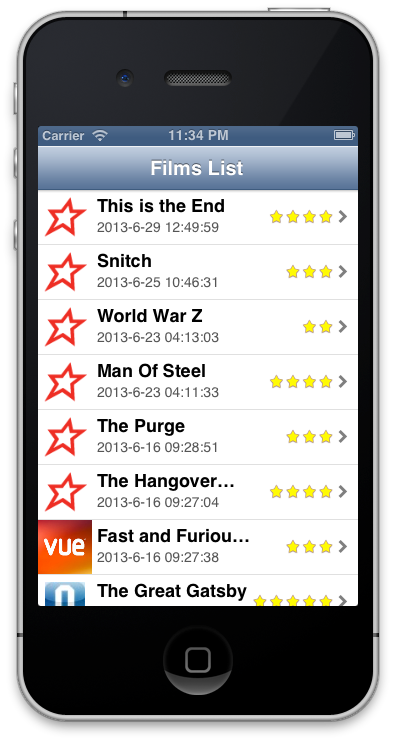 Carrier 11:34 PM
Films List
This is the End
2013-6-29 12:49:59
Snitch
2013-6-25 10:46:31
World War Z
2013-6-23 04:13:03
Man Of Steel
2013-6-23 04:11:33
The Purge
2013-6-16 09:28:51
The Hangover...
2013-6-16 09:27:04
vue
Fast and Furiou...
2013-6-16 09:27:38
The Great Gatsby